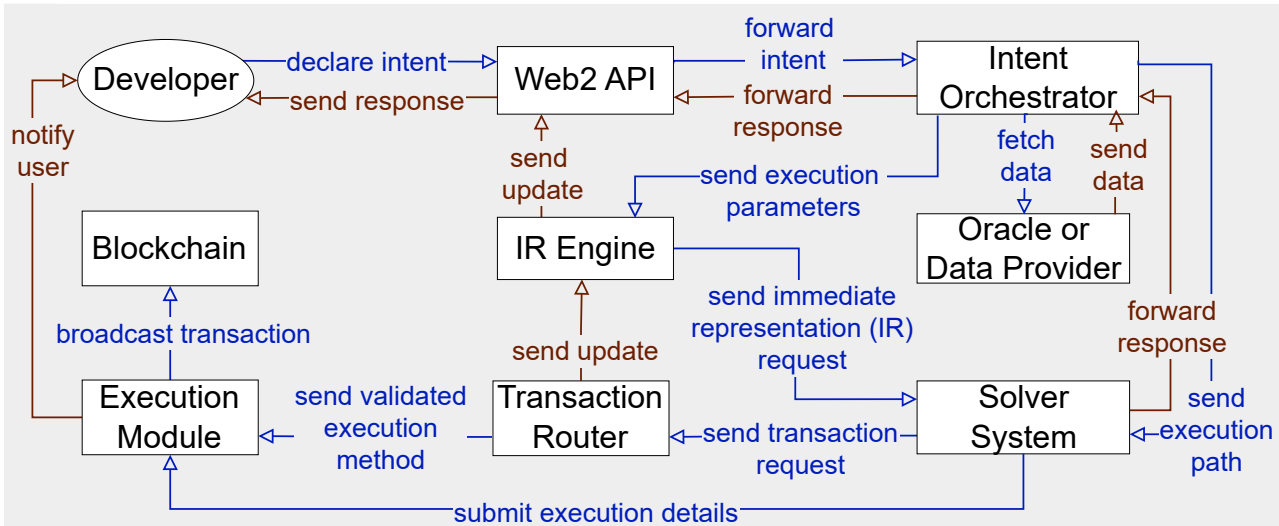 Developer
declare intent
send response
Web2 API
forward
intent
forward
response
Intent
Orchestrator
notify
user
send
update
send execution
parameters
fetch
data
send
data
Blockchain
IR Engine
Oracle or
Data Provider
broadcast transaction
send update
send immediate
representation (IR)
request
forward
response
Execution
Module
send validated
execution
method
Transaction
Router
send transaction
request
Solver
System
send
execution
path
submit execution details